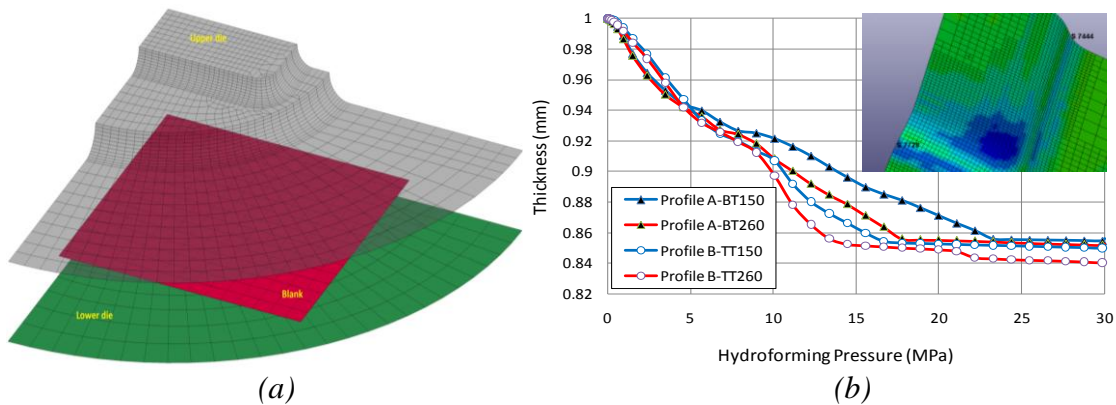 Upper die
Blank
Lower die
(a)
Thickness (mm)
1
0.98
0.96
0.94
0.92
0.9
0.88
0.86
0.84
0.82
Profile A-BT150
Profile A-BT260
Profile B-TT150
Profile B-TT260
S 7444
0
5
10
15
20
25
30
Hydroforming Pressure (MPa)
(b)